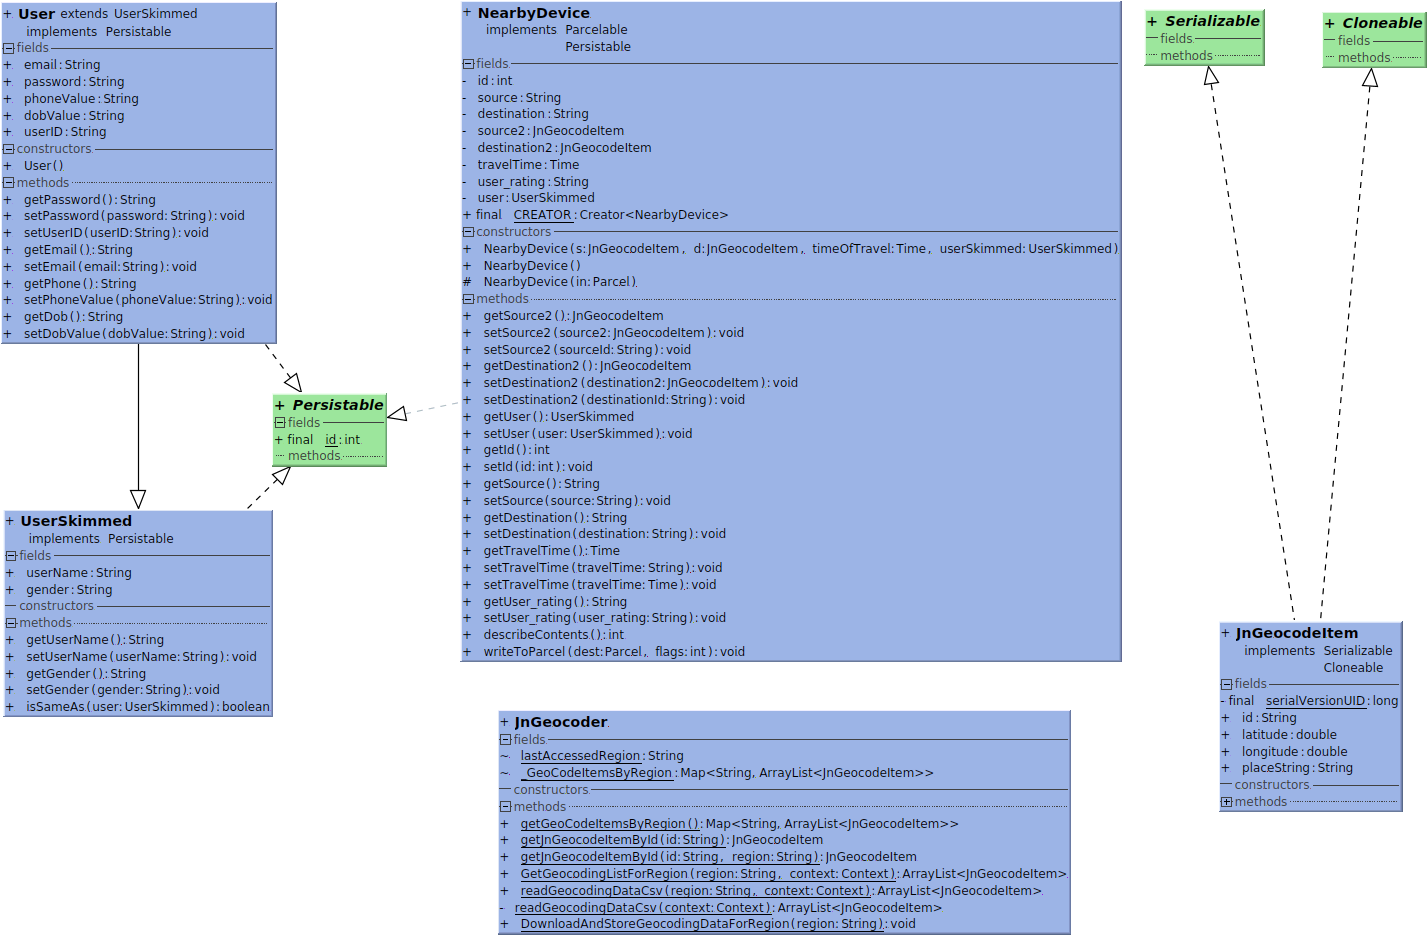 + User extends UserSkimmed
implements Persistable
fields
+ email:String
+ password:String
+ phoneValue:String
+ dobValue:String
+ userID:String
constructors
+ User()
methods
+ getPassword():String
+ setPassword(password:String):void
+ setUserID(userID:String):void
+ getEmail():String
+ setEmail(email:String):void
+ getPhone():String
+ setPhoneValue(phoneValue:String):void
+ getDob():String
+ setDobValue(dobValue:String):void
+ Persistable
fields
+ final id:int
methods
+ UserSkimmed
implements Persistable
fields
+ userName:String
+ gender:String
constructors
methods
+ getUserName():String
+ setUserName(userName:String):void
+ getGender():String
+ setGender(gender:String):void
+ isSameAs(user:UserSkimmed):boolean
+ NearbyDevice
implements Parcelable
Persistable
fields
- id:int
- source:String
- destination:String
- source2:JnGeocodeItem
- destination2:JnGeocodeItem
- travelTime:Time
- user_rating:String
- user:UserSkimmed
+ final CREATOR:Creator<NearbyDevice>
constructors
+ NearbyDevice(s:JnGeocodeItem, d:JnGeocodeItem, timeOfTravel:Time, userSkimmed:UserSkimmed)
+ NearbyDevice()
# NearbyDevice(in:Parcel)
methods
+ getSource2():JnGeocodeItem
+ setSource2(source2:JnGeocodeItem):void
+ setSource2(sourceId:String):void
+ getDestination2():JnGeocodeItem
+ setDestination2(destination2:JnGeocodeItem):void
+ setDestination2(destinationId:String):void
+ getUser():UserSkimmed
+ setUser(user:UserSkimmed):void
+ getId():int
+ setId(id:int):void
+ getSource():String
+ setSource(source:String):void
+ getDestination():String
+ setDestination(destination:String):void
+ getTravelTime():Time
+ setTravelTime(travelTime:String):void
+ setTravelTime(travelTime:Time):void
+ getUser_rating():String
+ setUser_rating(user_rating:String):void
+ describeContents():int
+ writeToParcel(dest:Parcel, flags:int):void
+ JnGeocoder
fields
~ lastAccessedRegion:String
~ _GeoCodeItemsByRegion:Map<String, ArrayList<JnGeocodeItem>>
constructors
methods
+ getGeoCodeItemsByRegion():Map<String, ArrayList<JnGeocodeItem>>
+ getJnGeocodeItemById(id:String):JnGeocodeItem
+ getJnGeocodeItemById(id:String, region:String):JnGeocodeItem
+ GetGeocodingListForRegion(region:String, context:Context):ArrayList<JnGeocodeItem>
+ readGeocodingDataCsv(region:String, context:Context):ArrayList<JnGeocodeItem>
- readGeocodingDataCsv(context:Context):ArrayList<JnGeocodeItem>
+ DownloadAndStoreGeocodingDataForRegion(region:String):void
+ Serializable
fields
methods
+ Cloneable
fields
methods
+ JnGeocodeItem
implements Serializable
Cloneable
fields
- final serialVersionUID:long
+ id:String
+ latitude:double
+ longitude:double
+ placeString:String
constructors
methods